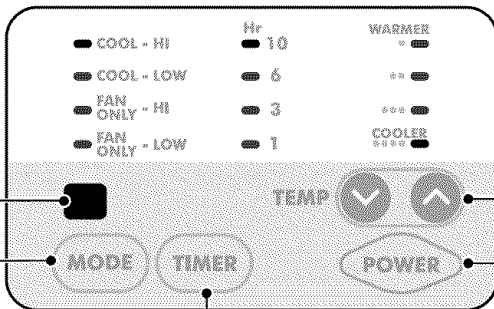 Hr
WARMER
COOL - HI
10
COOL - LOW
6
FAN ONLY - HI
3
FAN ONLY - LOW
1
COOLER
TEMP
MODE
TIMER
POWER